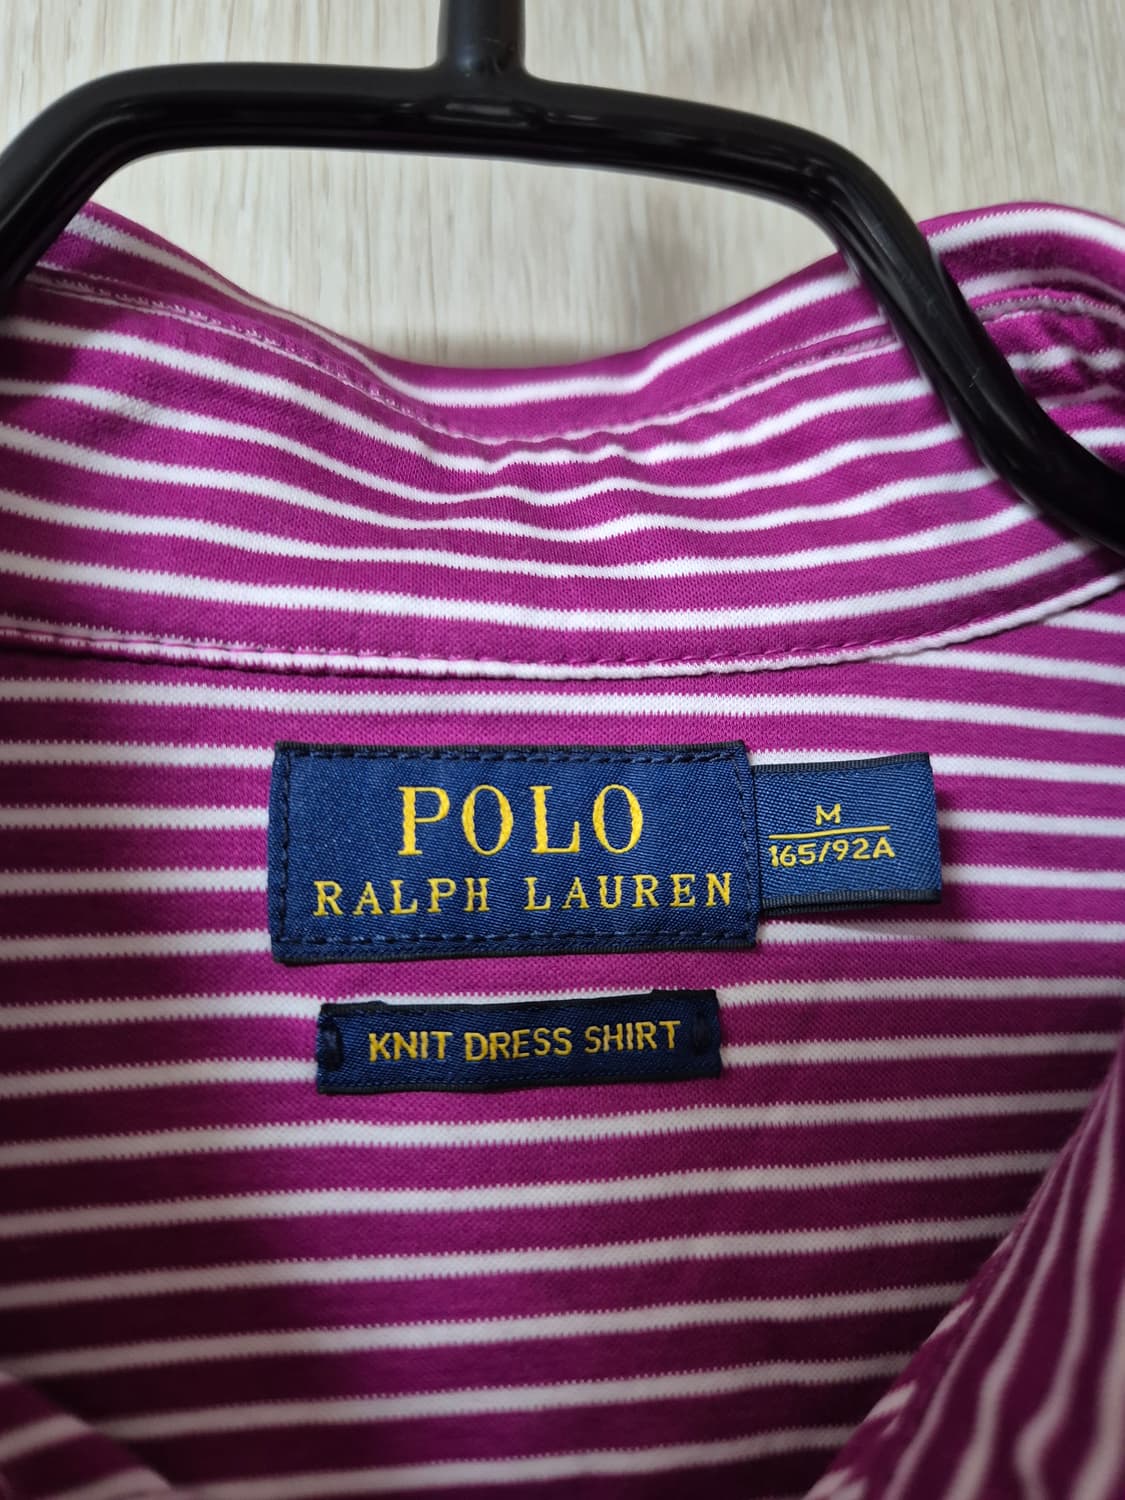 POLO
RALPH LAUREN
M
165/92A
KNIT DRESS SHIRT